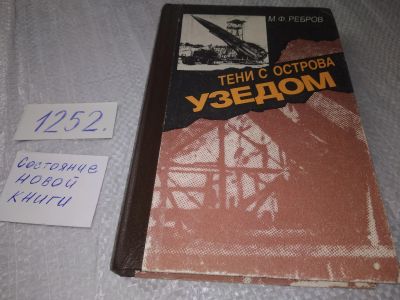 М. Ф. РЕБРОВ
ТЕНИ С ОСТРОВА
УЗЕДОМ
1252.
СОСТОЯНИЕ
НОВОЙ
КНИГИ